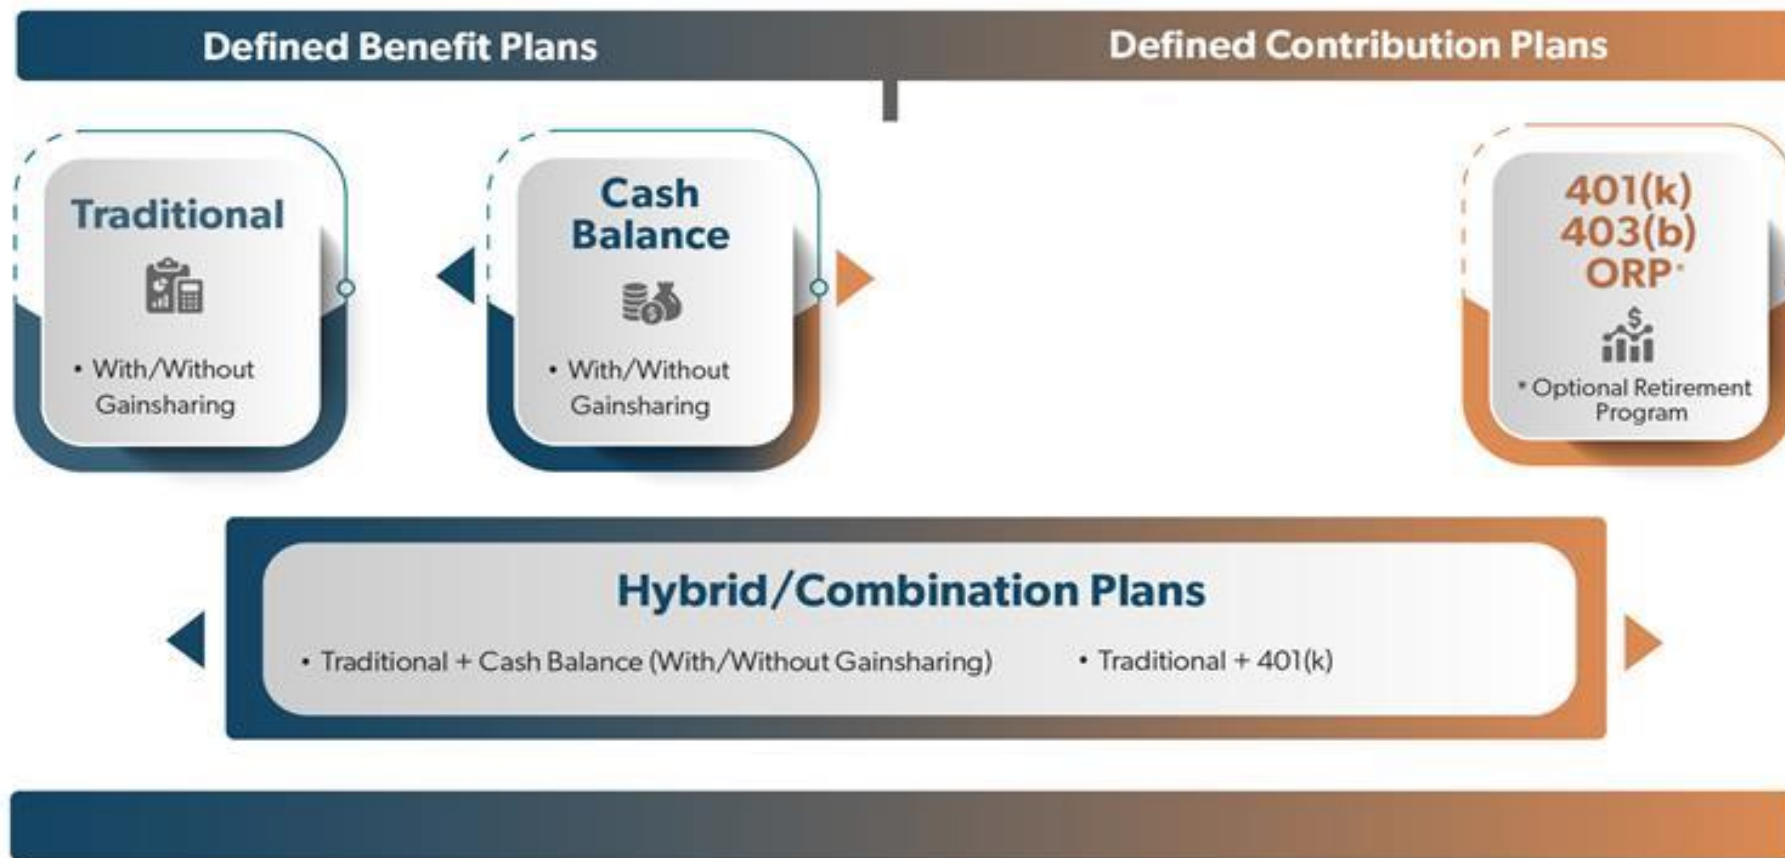 Defined Benefit Plans
Defined Contribution Plans
Traditional
• With/Without
Gainsharing
Cash
Balance
• With/Without
Gainsharing
401(k)
403(b)
ORP*
* Optional Retirement
Program
Hybrid/Combination Plans
• Traditional + Cash Balance (With/Without Gainsharing)
• Traditional + 401(k)